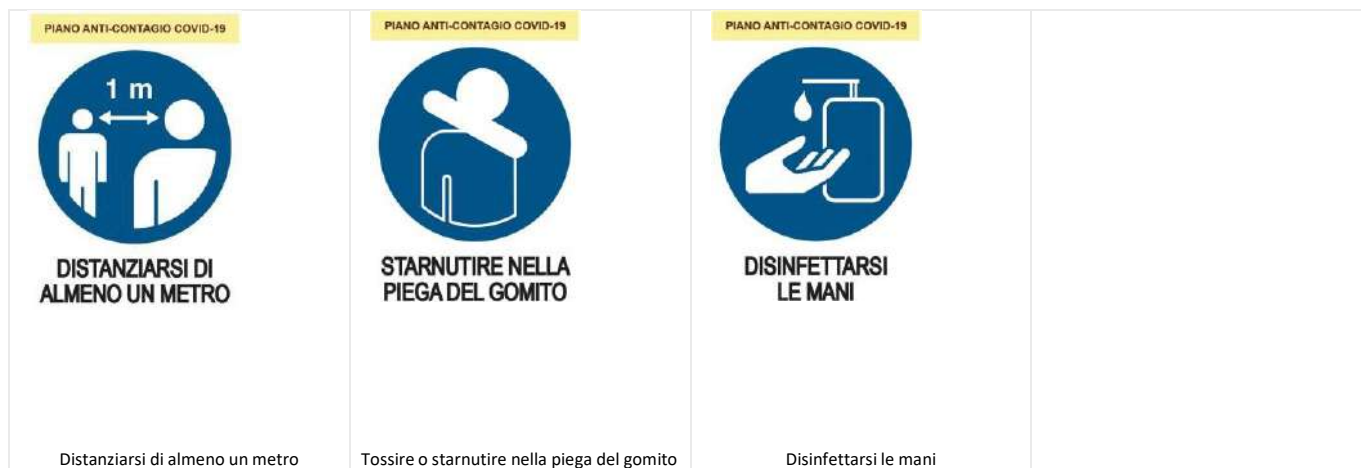 PIANO ANTI-CONTAGIO COVID-19
1 m
DISTANZIARSI DI
ALMENO UN METRO
Distanziarsi di almeno un metro
PIANO ANTI-CONTAGIO COVID-19
STARNUTIRE NELLA
PIEGA DEL GOMITO
Tossire o starnutire nella piega del gomito
PIANO ANTI-CONTAGIO COVID-19
DISINFETTARSI
LE MANI
Disinfettarsi le mani